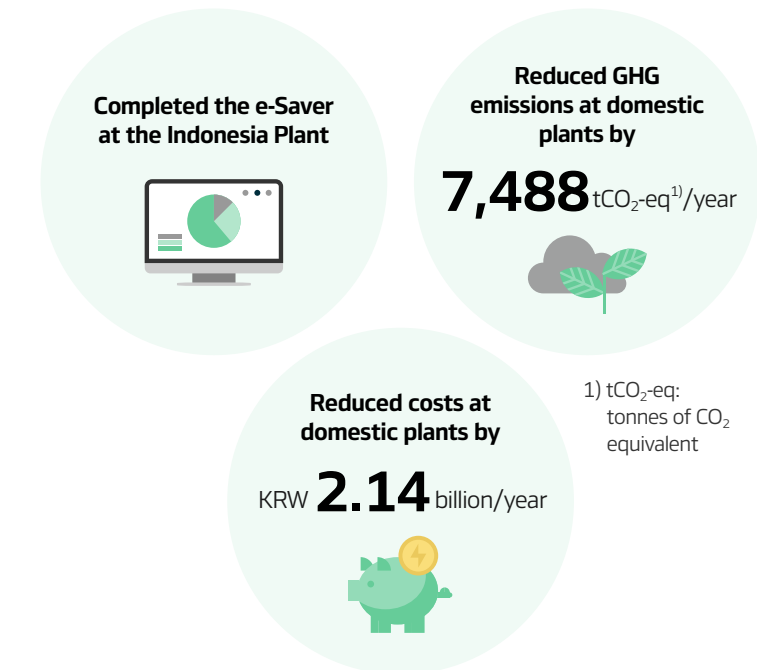 Completed the e-Saver
at the Indonesia Plant
Reduced GHG
emissions at domestic
plants by
7,488 tCO₂-eq¹⁾/year
Reduced costs at
domestic plants by
KRW 2.14 billion/year
1) tCO₂-eq:
tonnes of CO₂
equivalent